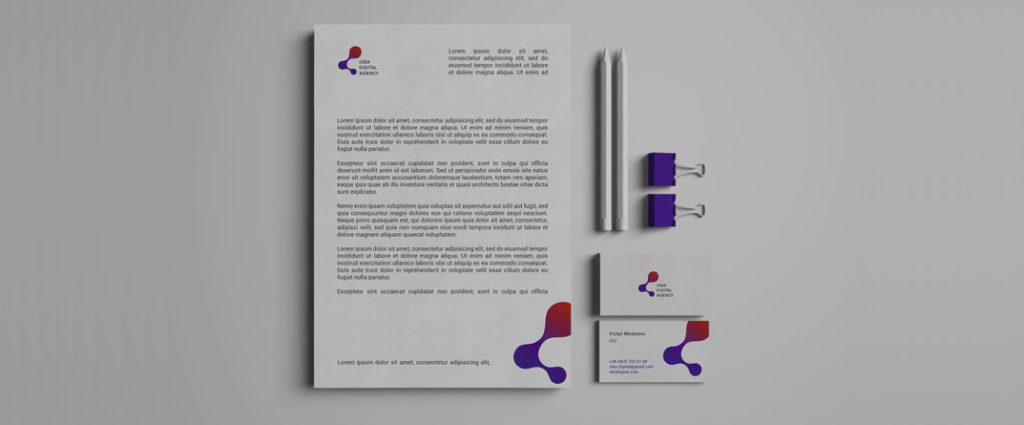 IDEA
DIGITAL
AGENCY
Lorem ipsum dolor sit amet,
consectetur adipisicing elit, sed do
eiusmod tempor incididunt ut labore
et dolore magna aliqua. Ut enim ad
Lorem ipsum dolor sit amet, consectetur adipisicing elit, sed do
eiusmod tempor incididunt ut labore et dolore magna aliqua. Ut
enim ad minim veniam, quis
nostrud exercitation ullamco laboris nisi ut aliquip ex ea commodo consequat.
Duis aute irure dolor in reprehenderit in voluptate velit esse cillum dolore eu
fugiat nulla pariatur.
Excepteur sint occaecat cupidatat non proident, sunt in culpa qui officia
deserunt mollit anim id est laborum. Sed ut perspiciatis unde omnis iste natus
error sit voluptatem accusantium doloremque laudantium, totam rem aperiam,
eaque ipsa quae ab illo inventore veritatis et quasi architecto beatae vitae dicta
sunt explicabo.
Nemo enim ipsam voluptatem quia voluptas sit aspernatur aut odit aut fugit, sed
quia consequuntur magni dolores eos qui ratione voluptatem sequi nesciunt.
Neque porro quisquam est, qui dolorem ipsum quia dolor sit amet, consectetur,
adipisci velit, sed quia non numquam eius modi tempora incidunt ut labore et
dolore magnam aliquam quaerat voluptatem.
Lorem ipsum dolor sit amet, consectetur adipisicing elit, sed do eiusmod
tempor incididunt ut labore et dolore magna aliqua. Ut enim ad minim veniam, quis
nostrud exercitation ullamco laboris nisi ut aliquip ex ea commodo consequat.
Duis aute irure dolor in reprehenderit in voluptate velit esse cillum dolore eu
fugiat nulla pariatur.
Excepteur sint occaecat cupidatat non proident, sunt in culpa qui officia
Lorem ipsum dolor sit amet, consectetur adipisicing elit,
IDEA
DIGITAL
AGENCY
Victor Mostovoi
CEO
idea.digital@gmail.com
ideadigital.com